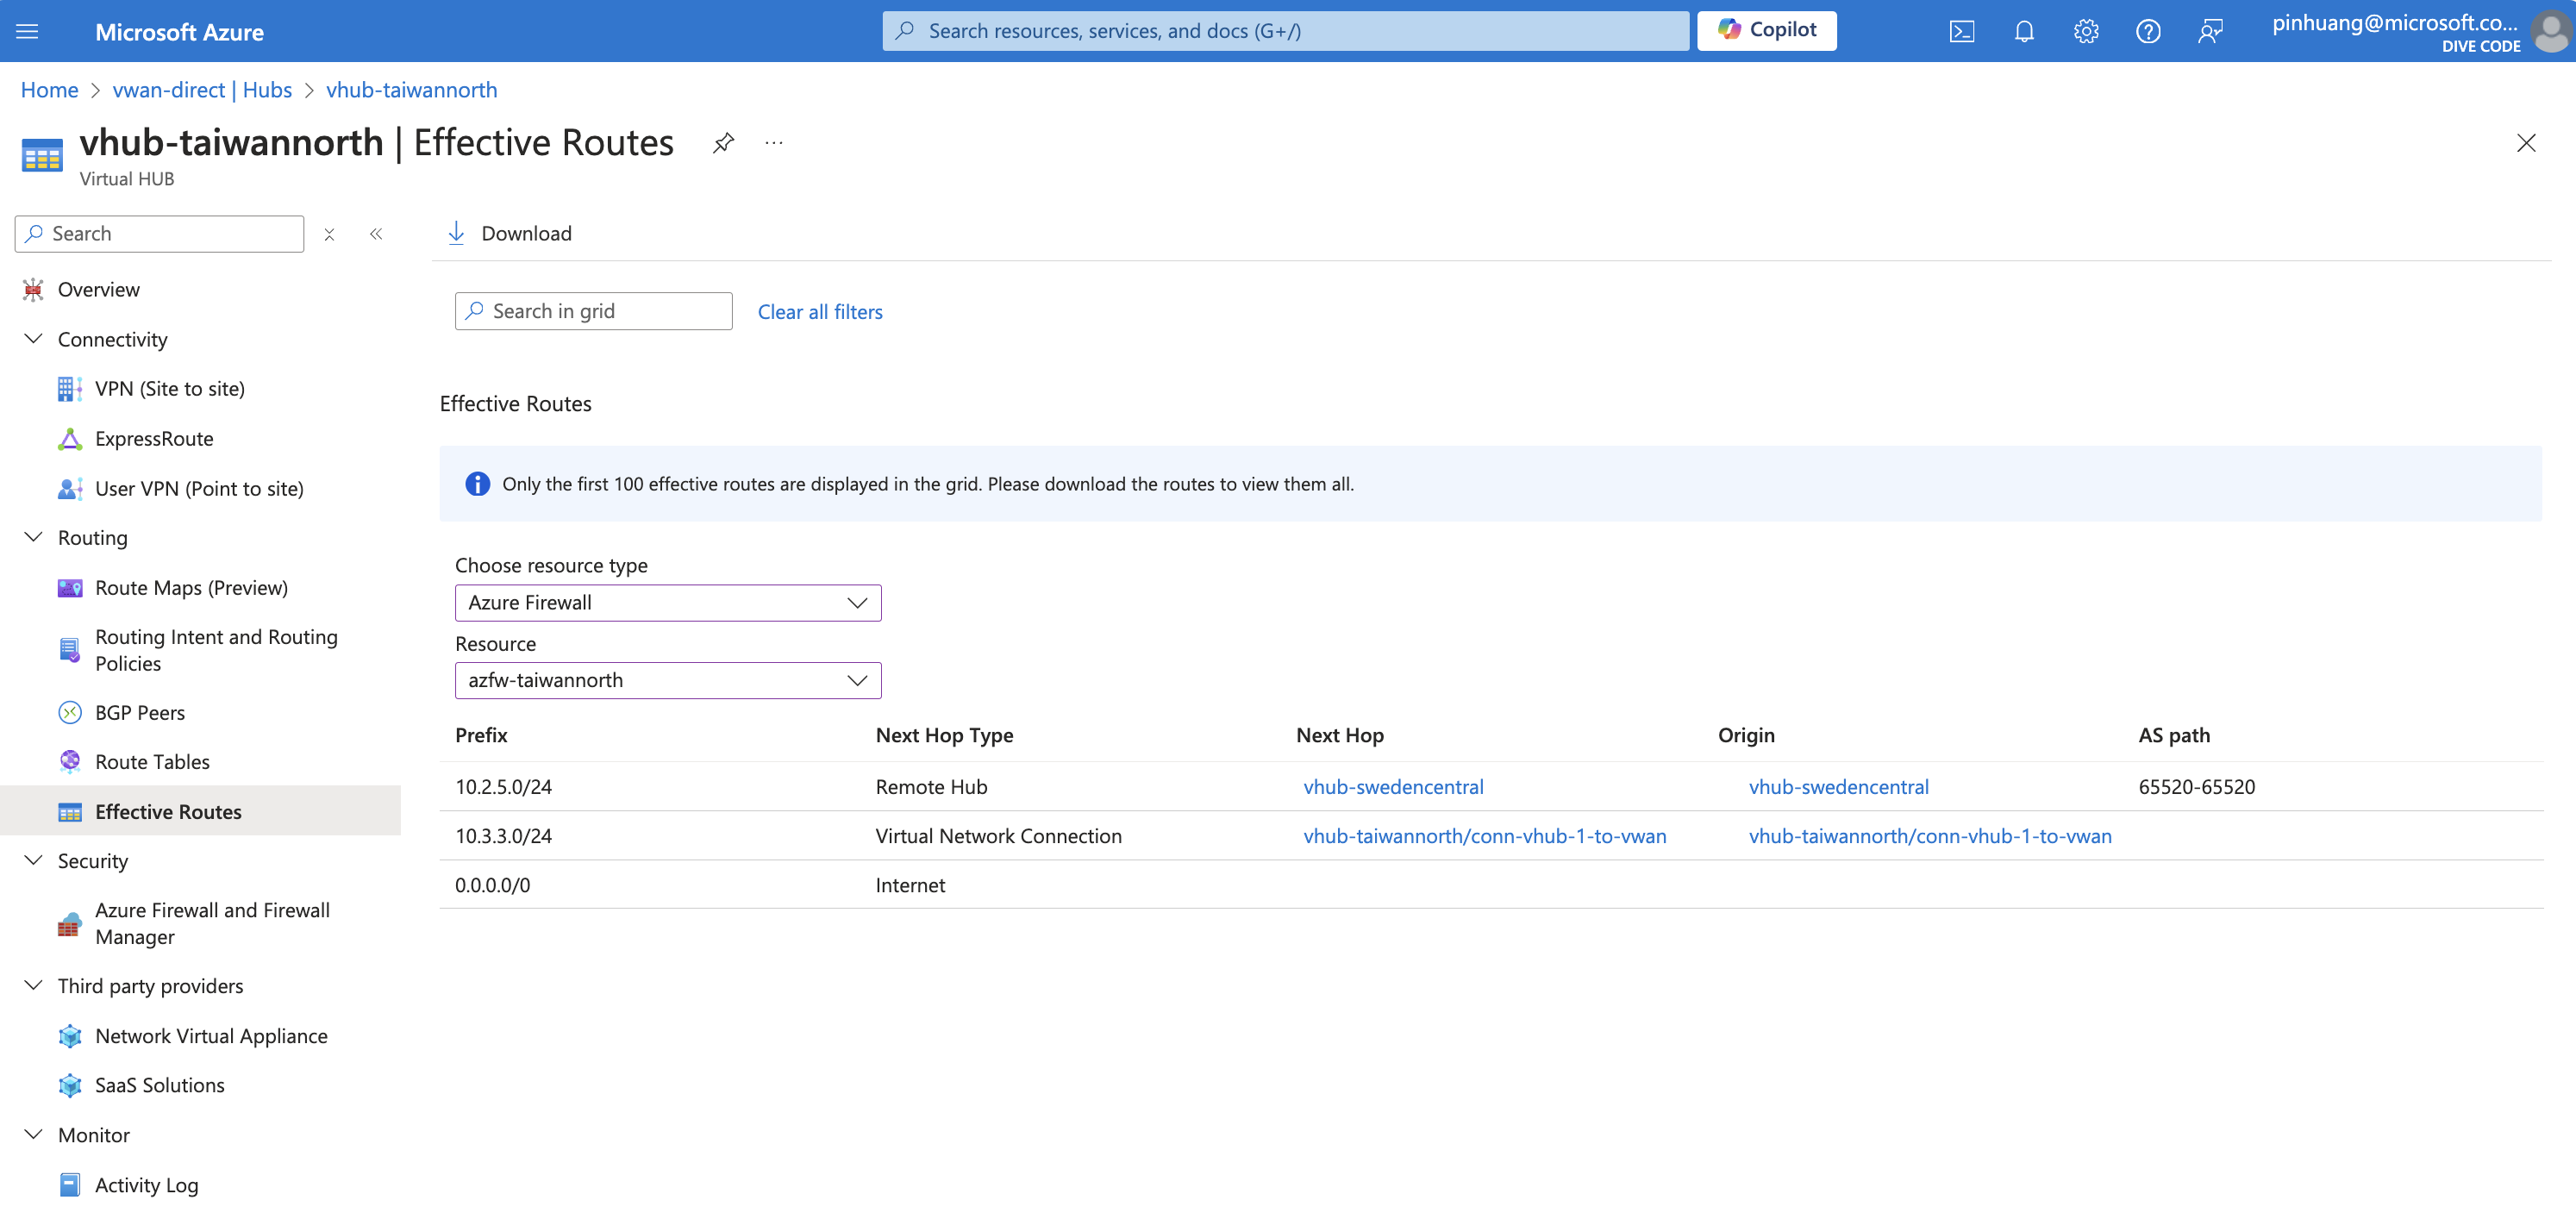 Microsoft Azure
Search resources, services, and docs (G+/)
Copilot
pinhuang@microsoft.co...
DIVE CODE
Home > vwan-direct | Hubs > vhub-taiwannorth
vhub-taiwannorth | Effective Routes
Virtual HUB
Search
Download
Overview
Connectivity
VPN (Site to site)
ExpressRoute
User VPN (Point to site)
Routing
Route Maps (Preview)
Routing Intent and Routing
Policies
BGP Peers
Route Tables
Effective Routes
Security
Azure Firewall and Firewall
Manager
Third party providers
Network Virtual Appliance
SaaS Solutions
Monitor
Activity Log
Search in grid
Clear all filters
Effective Routes
Only the first 100 effective routes are displayed in the grid. Please download the routes to view them all.
Choose resource type
Azure Firewall
Resource
azfw-taiwannorth
Prefix Next Hop Type Next Hop Origin AS path
10.2.5.0/24 Remote Hub vhub-swedencentral vhub-swedencentral 65520-65520
10.3.3.0/24 Virtual Network Connection vhub-taiwannorth/conn-vhub-1-to-vwan vhub-taiwannorth/conn-vhub-1-to-vwan
0.0.0.0/0 Internet